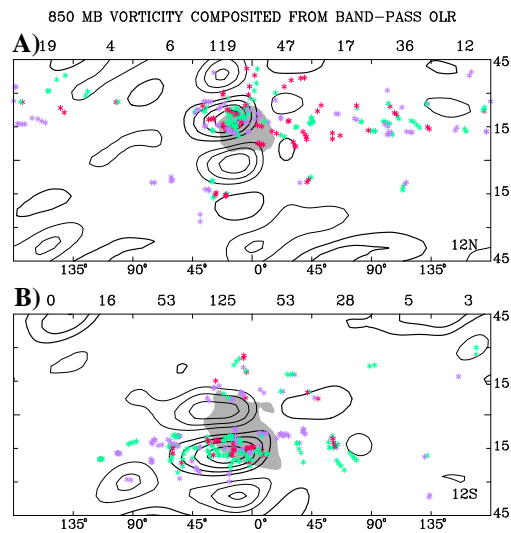 850 MB VORTICITY COMPOSITED FROM BAND-PASS OLR
A) 19 4 6 119 47 17 36 12
45
15
15
12N
45
135° 90° 45° 0° 45° 90° 135°
B) 0 16 53 125 53 28 5 3
45
15
15
12S
45
135° 90° 45° 0° 45° 90° 135°